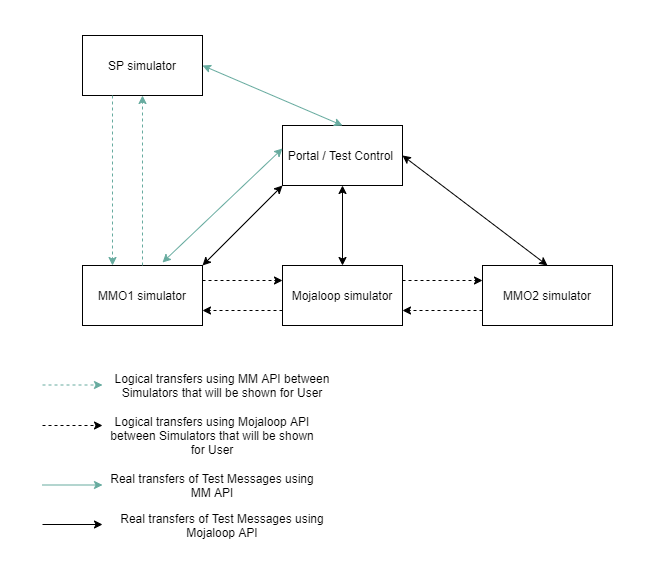 SP simulator
Portal / Test Control
MMO1 simulator
Mojaloop simulator
MMO2 simulator
Logical transfers using MM API between
Simulators that will be shown for User
Logical transfers using Mojaloop API
between Simulators that will be shown
for User
Real transfers of Test Messages using
MM API
Real transfers of Test Messages using
Mojaloop API